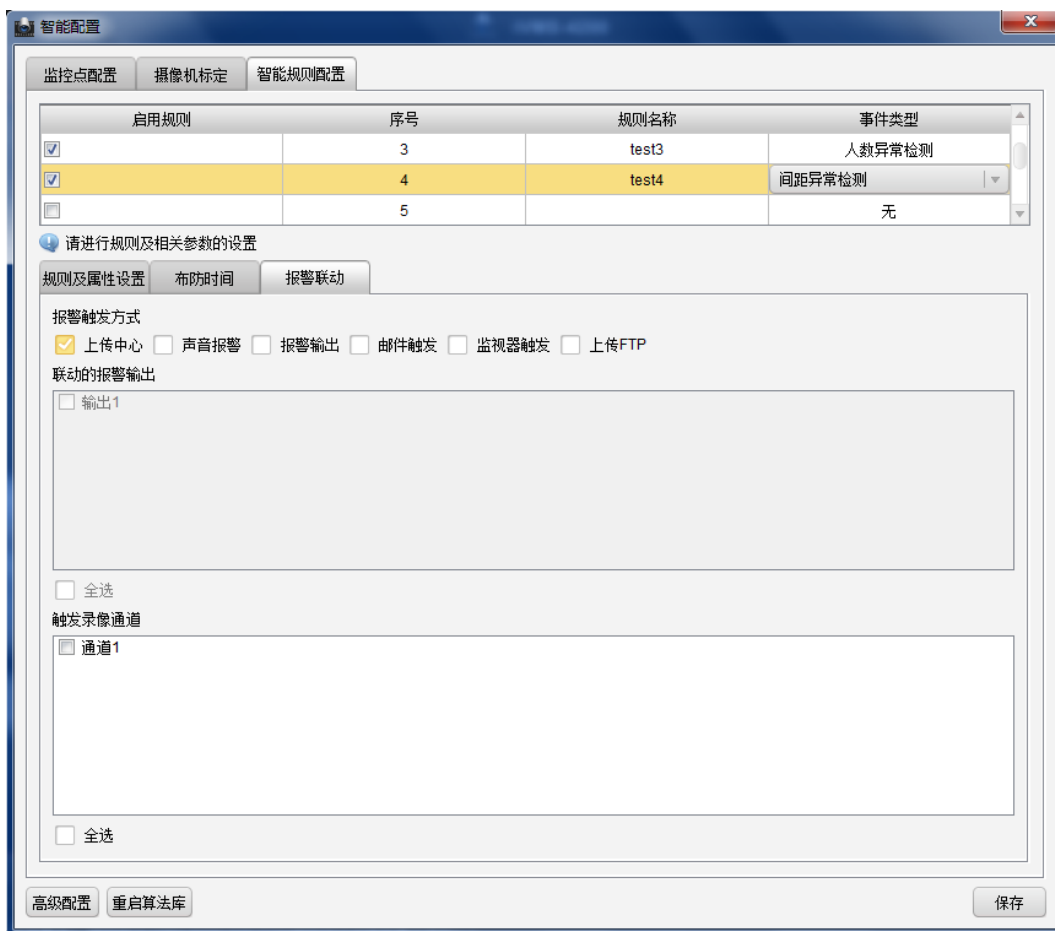 智能配置
监控点配置 摄像机标定 智能规则配置
启用规则 序号 规则名称 事件类型
3 test3 人数异常检测
4 test4 间距异常检测
5 无
请进行规则及相关参数的设置
规则及属性设置 布防时间 报警联动
报警触发方式
上传中心 声音报警 报警输出 邮件触发 监视器触发 上传FTP
联动的报警输出
输出1
全选
触发录像通道
通道1
全选
高级配置 重启算法库 保存